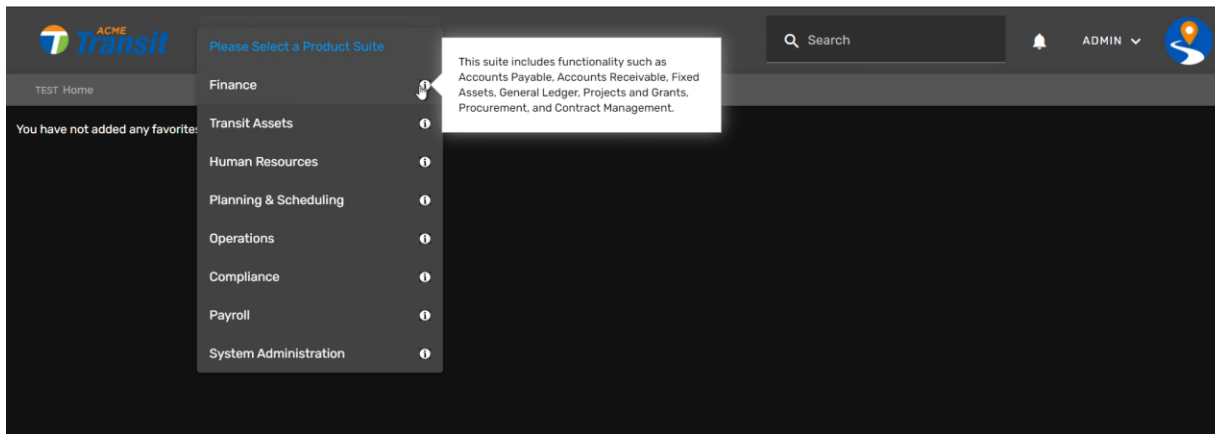 ACME
Transit
Please Select a Product Suite
Search
ADMIN
TEST Home
Finance
This suite includes functionality such as
Accounts Payable, Accounts Receivable, Fixed
Assets, General Ledger, Projects and Grants,
Procurement, and Contract Management.
You have not added any favorites
Transit Assets
Human Resources
Planning & Scheduling
Operations
Compliance
Payroll
System Administration